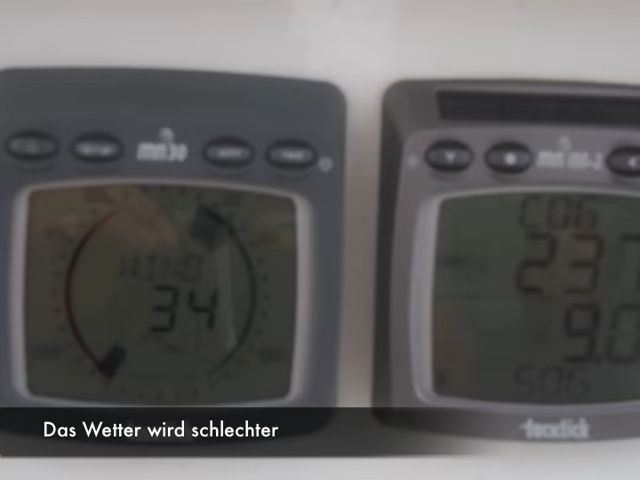 mn30
mn100-2
WIND
34
COG
237
9.0
SOG
tacktick
Das Wetter wird schlechter